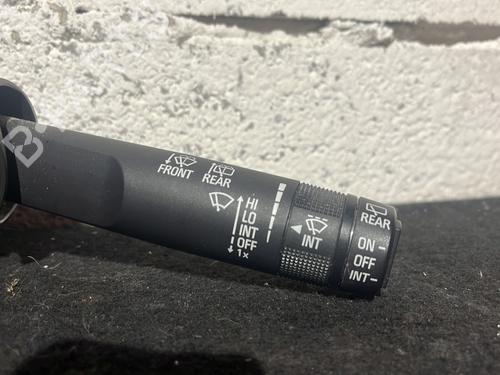 FRONT
REAR
HI
LO
INT
OFF
1x
INT
REAR
ON
OFF
INT